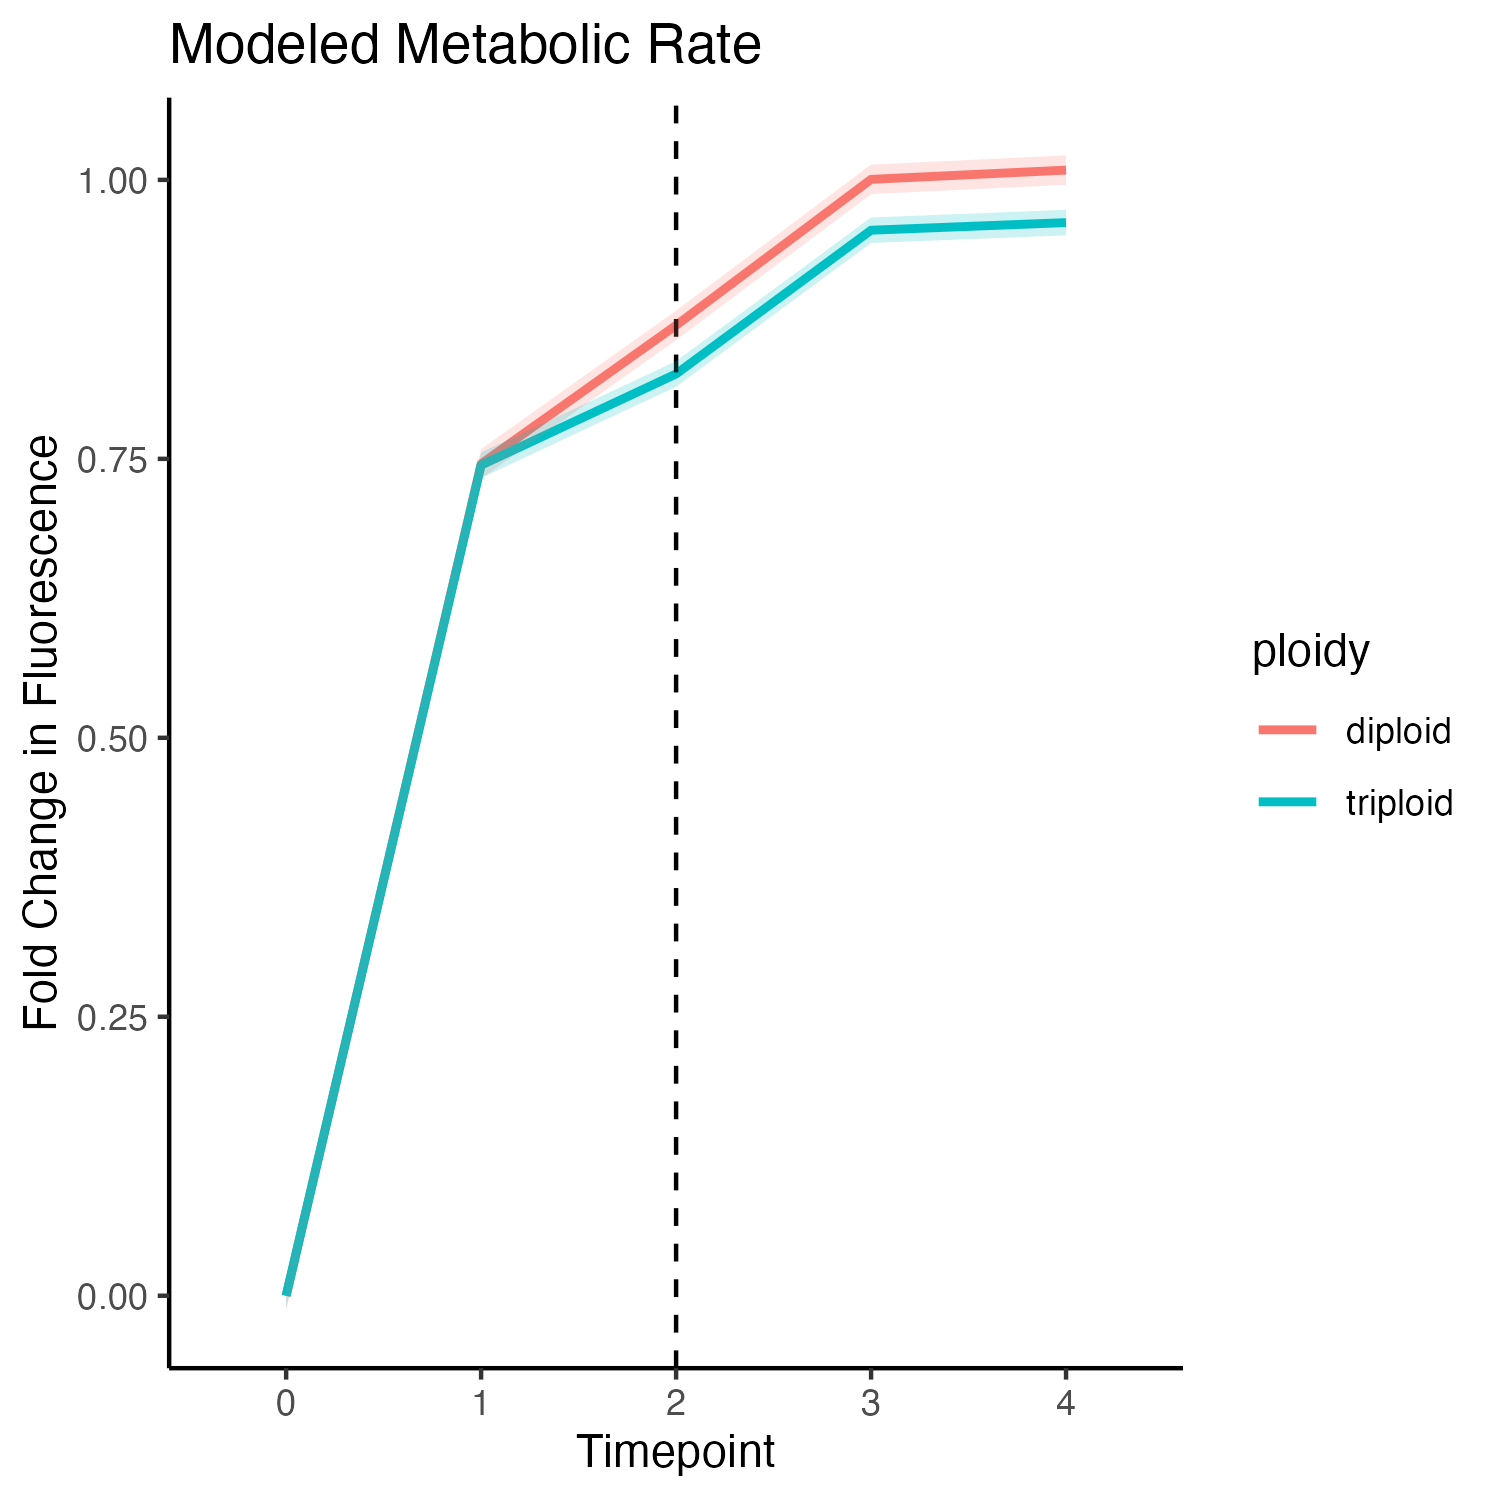 Modeled Metabolic Rate
Fold Change in Fluorescence
1.00
0.75
0.50
0.25
0.00
0 1 2 3 4
Timepoint
ploidy
diploid
triploid